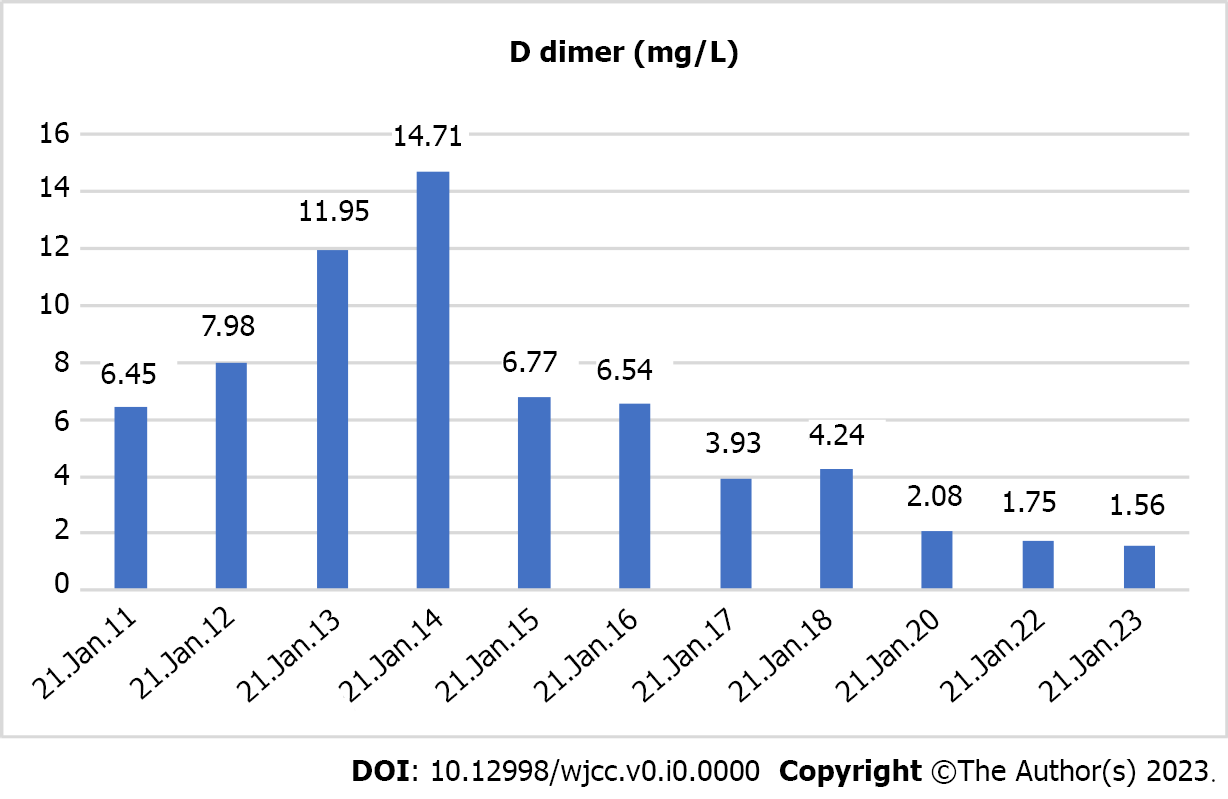 D dimer (mg/L)
16
14
12
10
8
6
4
2
0
6.45
7.98
11.95
14.71
6.77
6.54
3.93
4.24
2.08
1.75
1.56
21.Jan.11
21.Jan.12
21.Jan.13
21.Jan.14
21.Jan.15
21.Jan.16
21.Jan.17
21.Jan.18
21.Jan.20
21.Jan.22
21.Jan.23
DOI: 10.12998/wjcc.v0.i0.0000 Copyright ©The Author(s) 2023.